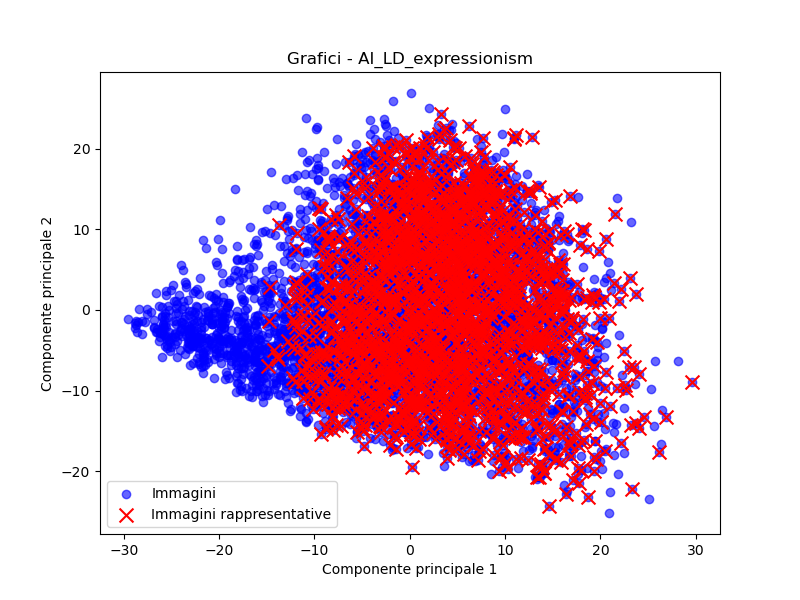 Grafici - AI_LD_expressionism
Componente principale 2
20
10
0
−10
−20
−30
−20
−10
0
10
20
30
Componente principale 1
Immagini
Immagini rappresentative